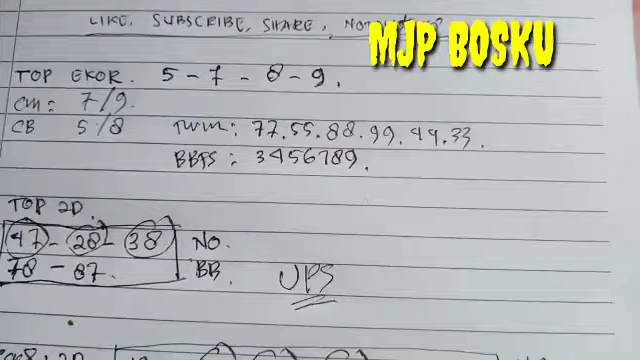 LIKE, SUBSCRIBE, SHARE,
MJP BOSKU
TOP EKOR. 5 - 7 - 8 - 9.
CM = 7/9.
CB 5/8 TWIN: 77.55.88.99.44.33.
BBFS : 3456789.
TOP 2D.
47 - 28 - 38 NO.
78 - 87. BB. UPS